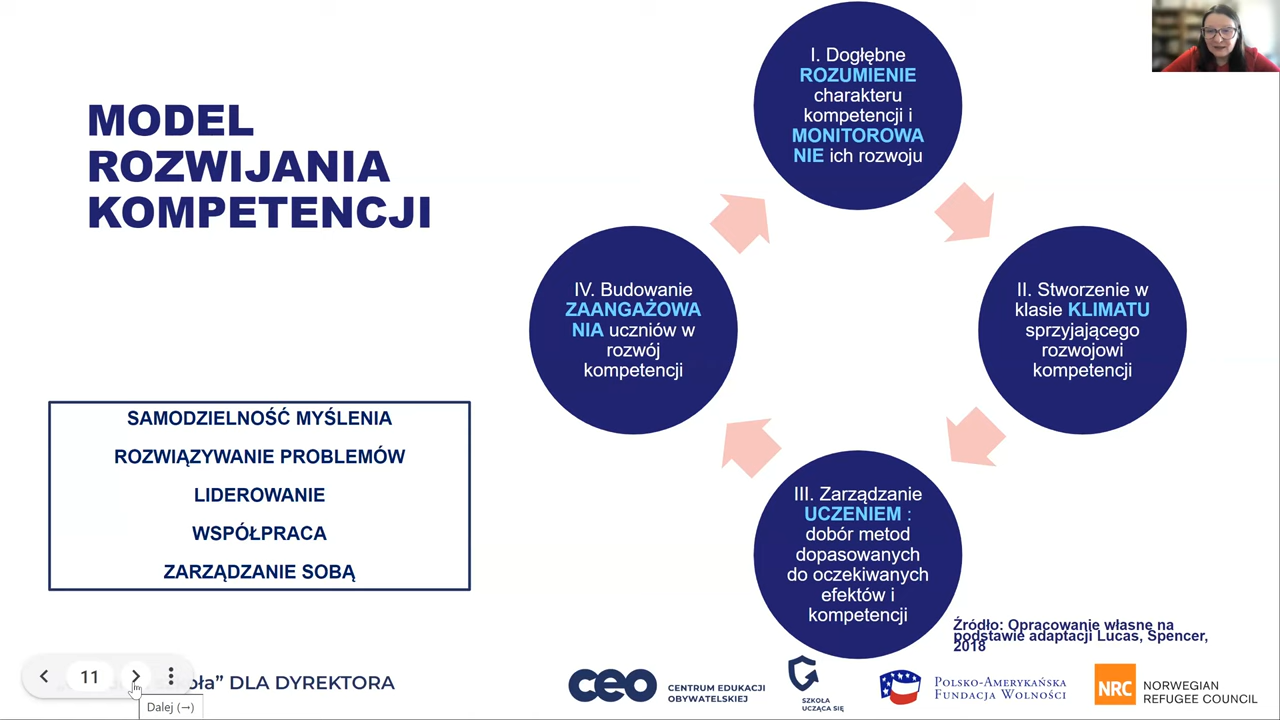 MODEL
ROZWIJANIA
KOMPETENCJI
I. Dogłębne
ROZUMIENIE
charakteru
kompetencji i
MONITOROWA
NIE ich rozwoju
II. Stworzenie w
klasie KLIMATU
sprzyjającego
rozwojowi
kompetencji
III. Zarządzanie
UCZENIEM :
dobór metod
dopasowanych
do oczekiwanych
efektów i
kompetencji
IV. Budowanie
ZAANGAŻOWA
NIA uczniów w
rozwój
kompetencji
SAMODZIELNOŚĆ MYŚLENIA
ROZWIĄZYWANIE PROBLEMÓW
LIDEROWANIE
WSPÓŁPRACA
ZARZĄDZANIE SOBĄ
Źródło: Opracowanie własne na
podstawie adaptacji Lucas, Spencer,
2018
11
DLA DYREKTORA
Dalej (→)
ceo
CENTRUM EDUKACJI
OBYWATELSKIEJ
SZKOŁA
UCZĄCA SIĘ
POLSKO-AMERYKAŃSKA
FUNDACJA WOLNOŚCI
NRC
NORWEGIAN
REFUGEE COUNCIL